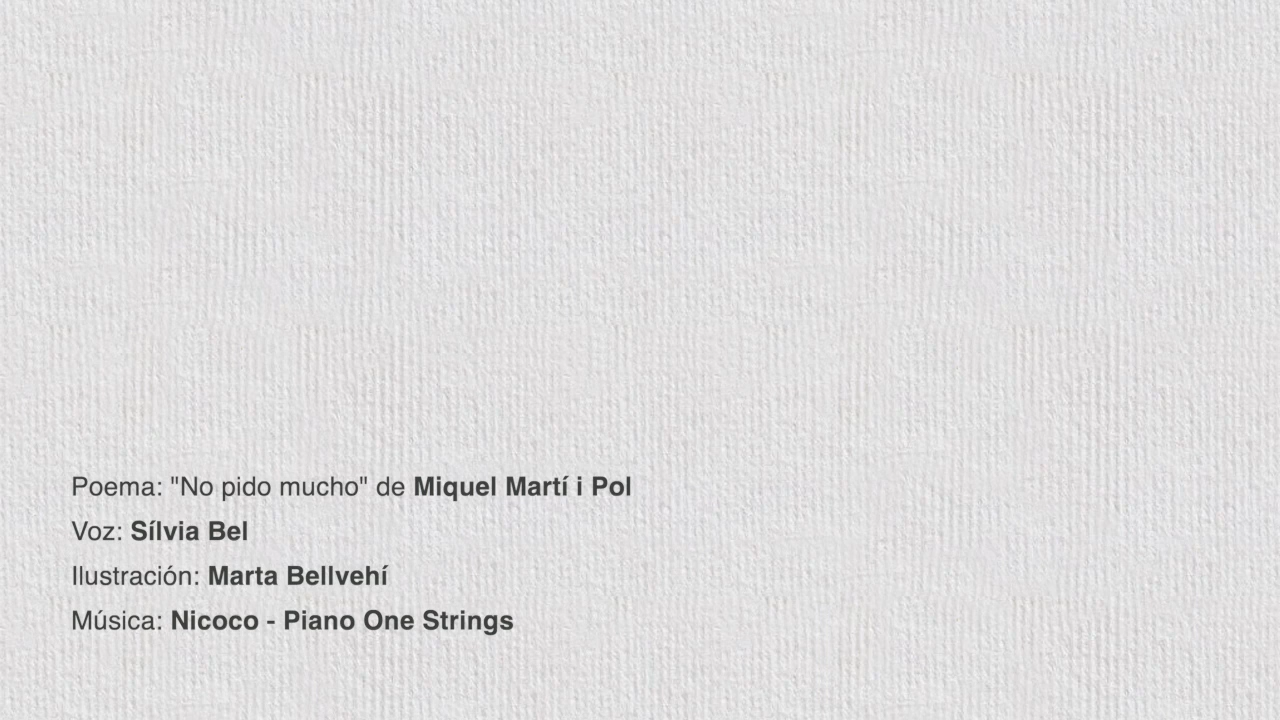 Poema: "No pido mucho" de Miquel Martí i Pol
Voz: Sílvia Bel
Ilustración: Marta Bellvehí
Música: Nicoco - Piano One Strings